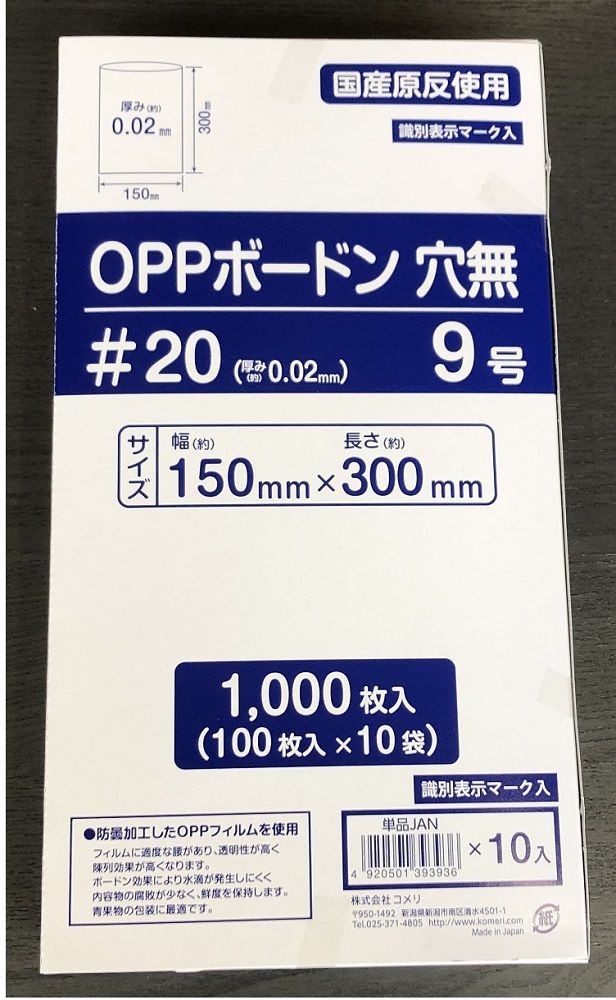 国産原反使用
識別表示マーク入
厚み(約)
0.02mm
300mm
150mm
OPPボードン 穴無
#20 (厚み(約)0.02mm) 9号
サイズ
幅(約) 長さ(約)
150mm×300mm
1,000枚入
(100枚入×10袋)
識別表示マーク入
●防曇加工したOPPフィルムを使用
フィルムに適度な腰があり、透明性が高く
陳列効果が高くなります。
ボードン効果により水滴が発生しにくく
内容物の腐敗が少なく、鮮度を保持します。
青果物の包装に最適です。
単品JAN
4 920501 393936
×10入
株式会社 コメリ
〒950-1492 新潟県新潟市南区清水4501-1
Tel.025-371-4805 http://www.komeri.com
Made in Japan
紙